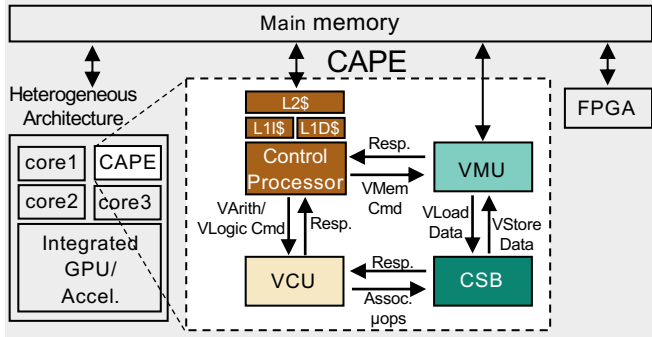 Main memory
CAPE
Heterogeneous
Architecture
core1
CAPE
core2
core3
Integrated
GPU/
Accel.
L2$
L1I$
L1D$
Control
Processor
Resp.
VMem
Cmd
VMU
FPGA
VArith/
VLogic Cmd
Resp.
VLoad
Data
VStore
Data
VCU
Resp.
Assoc.
μops
CSB